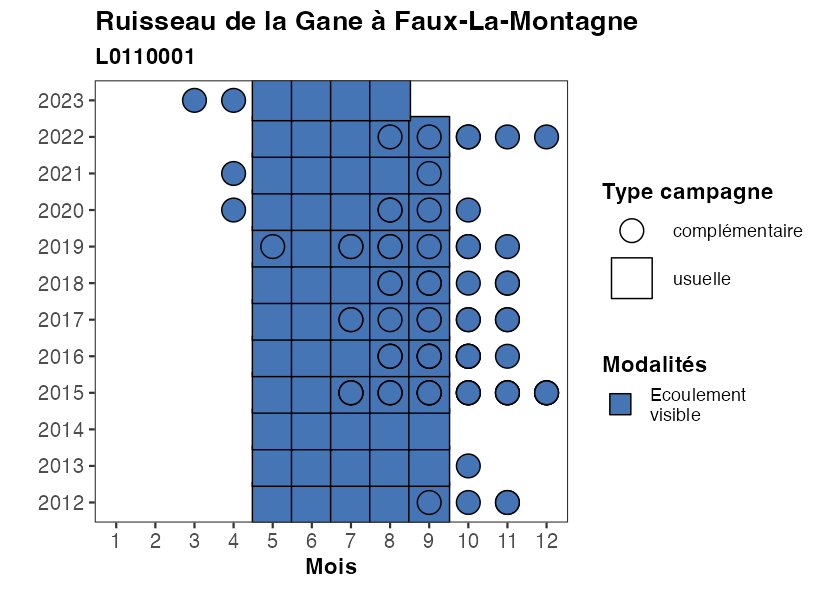 Ruisseau de la Gane à Faux-La-Montagne
L0110001
2023
2022
2021
2020
2019
2018
2017
2016
2015
2014
2013
2012
1 2 3 4 5 6 7 8 9 10 11 12
Mois
Type campagne
complémentaire
usuelle
Modalités
Ecoulement
visible